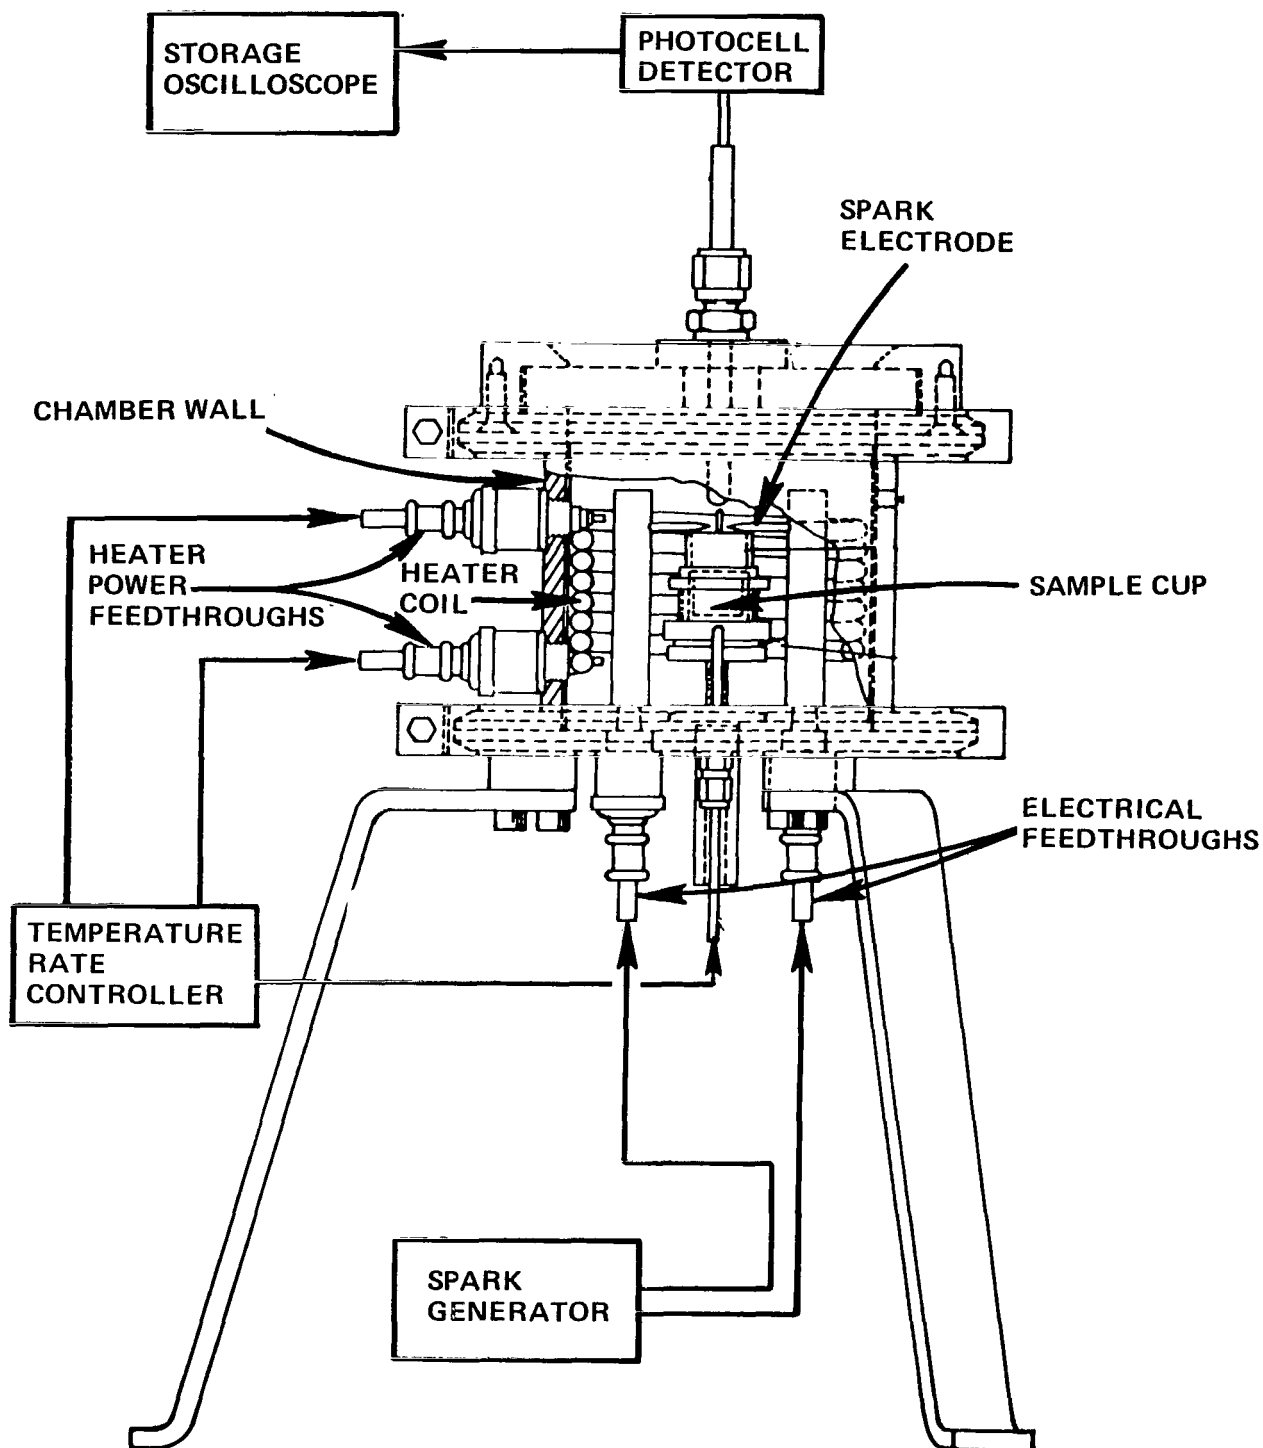 STORAGE
OSCILLOSCOPE
PHOTOCELL
DETECTOR
SPARK
ELECTRODE
CHAMBER WALL
HEATER
POWER
FEEDTHROUGHS
HEATER
COIL
SAMPLE CUP
ELECTRICAL
FEEDTHROUGHS
TEMPERATURE
RATE
CONTROLLER
SPARK
GENERATOR